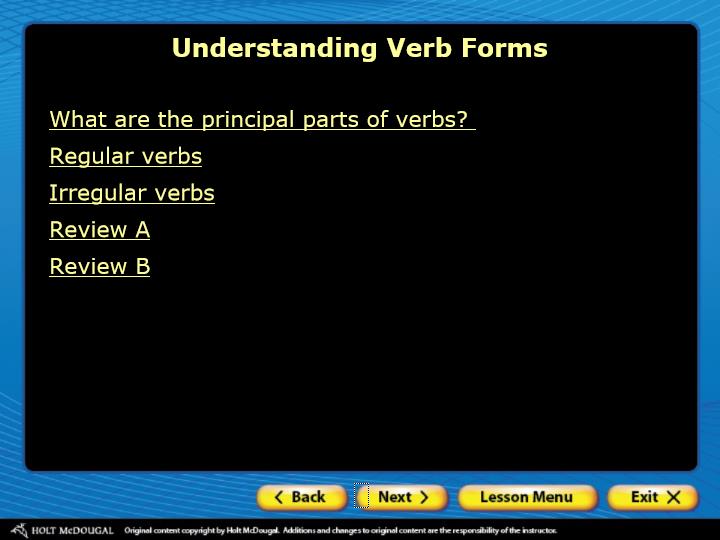 Understanding Verb Forms
What are the principal parts of verbs?
Regular verbs
Irregular verbs
Review A
Review B
Back Next Lesson Menu Exit
HOLT MCDOUGAL Original content copyright by Holt McDougal. Additions and changes to original content are the responsibility of the instructor.